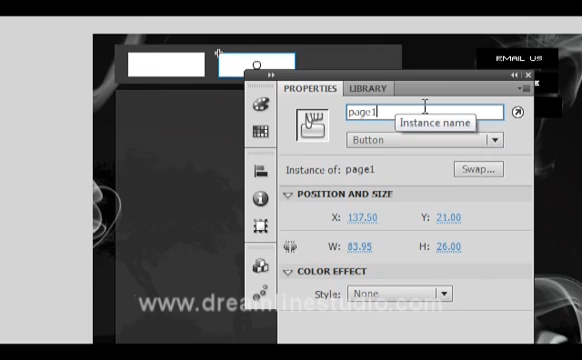 EMAIL US
PROPERTIES
LIBRARY
page1
Instance name
Button
Instance of: page1
Swap...
POSITION AND SIZE
X: 137.50 Y: 21.00
W: 83.95 H: 26.00
COLOR EFFECT
Style: None
www.dreamlinestudio.com